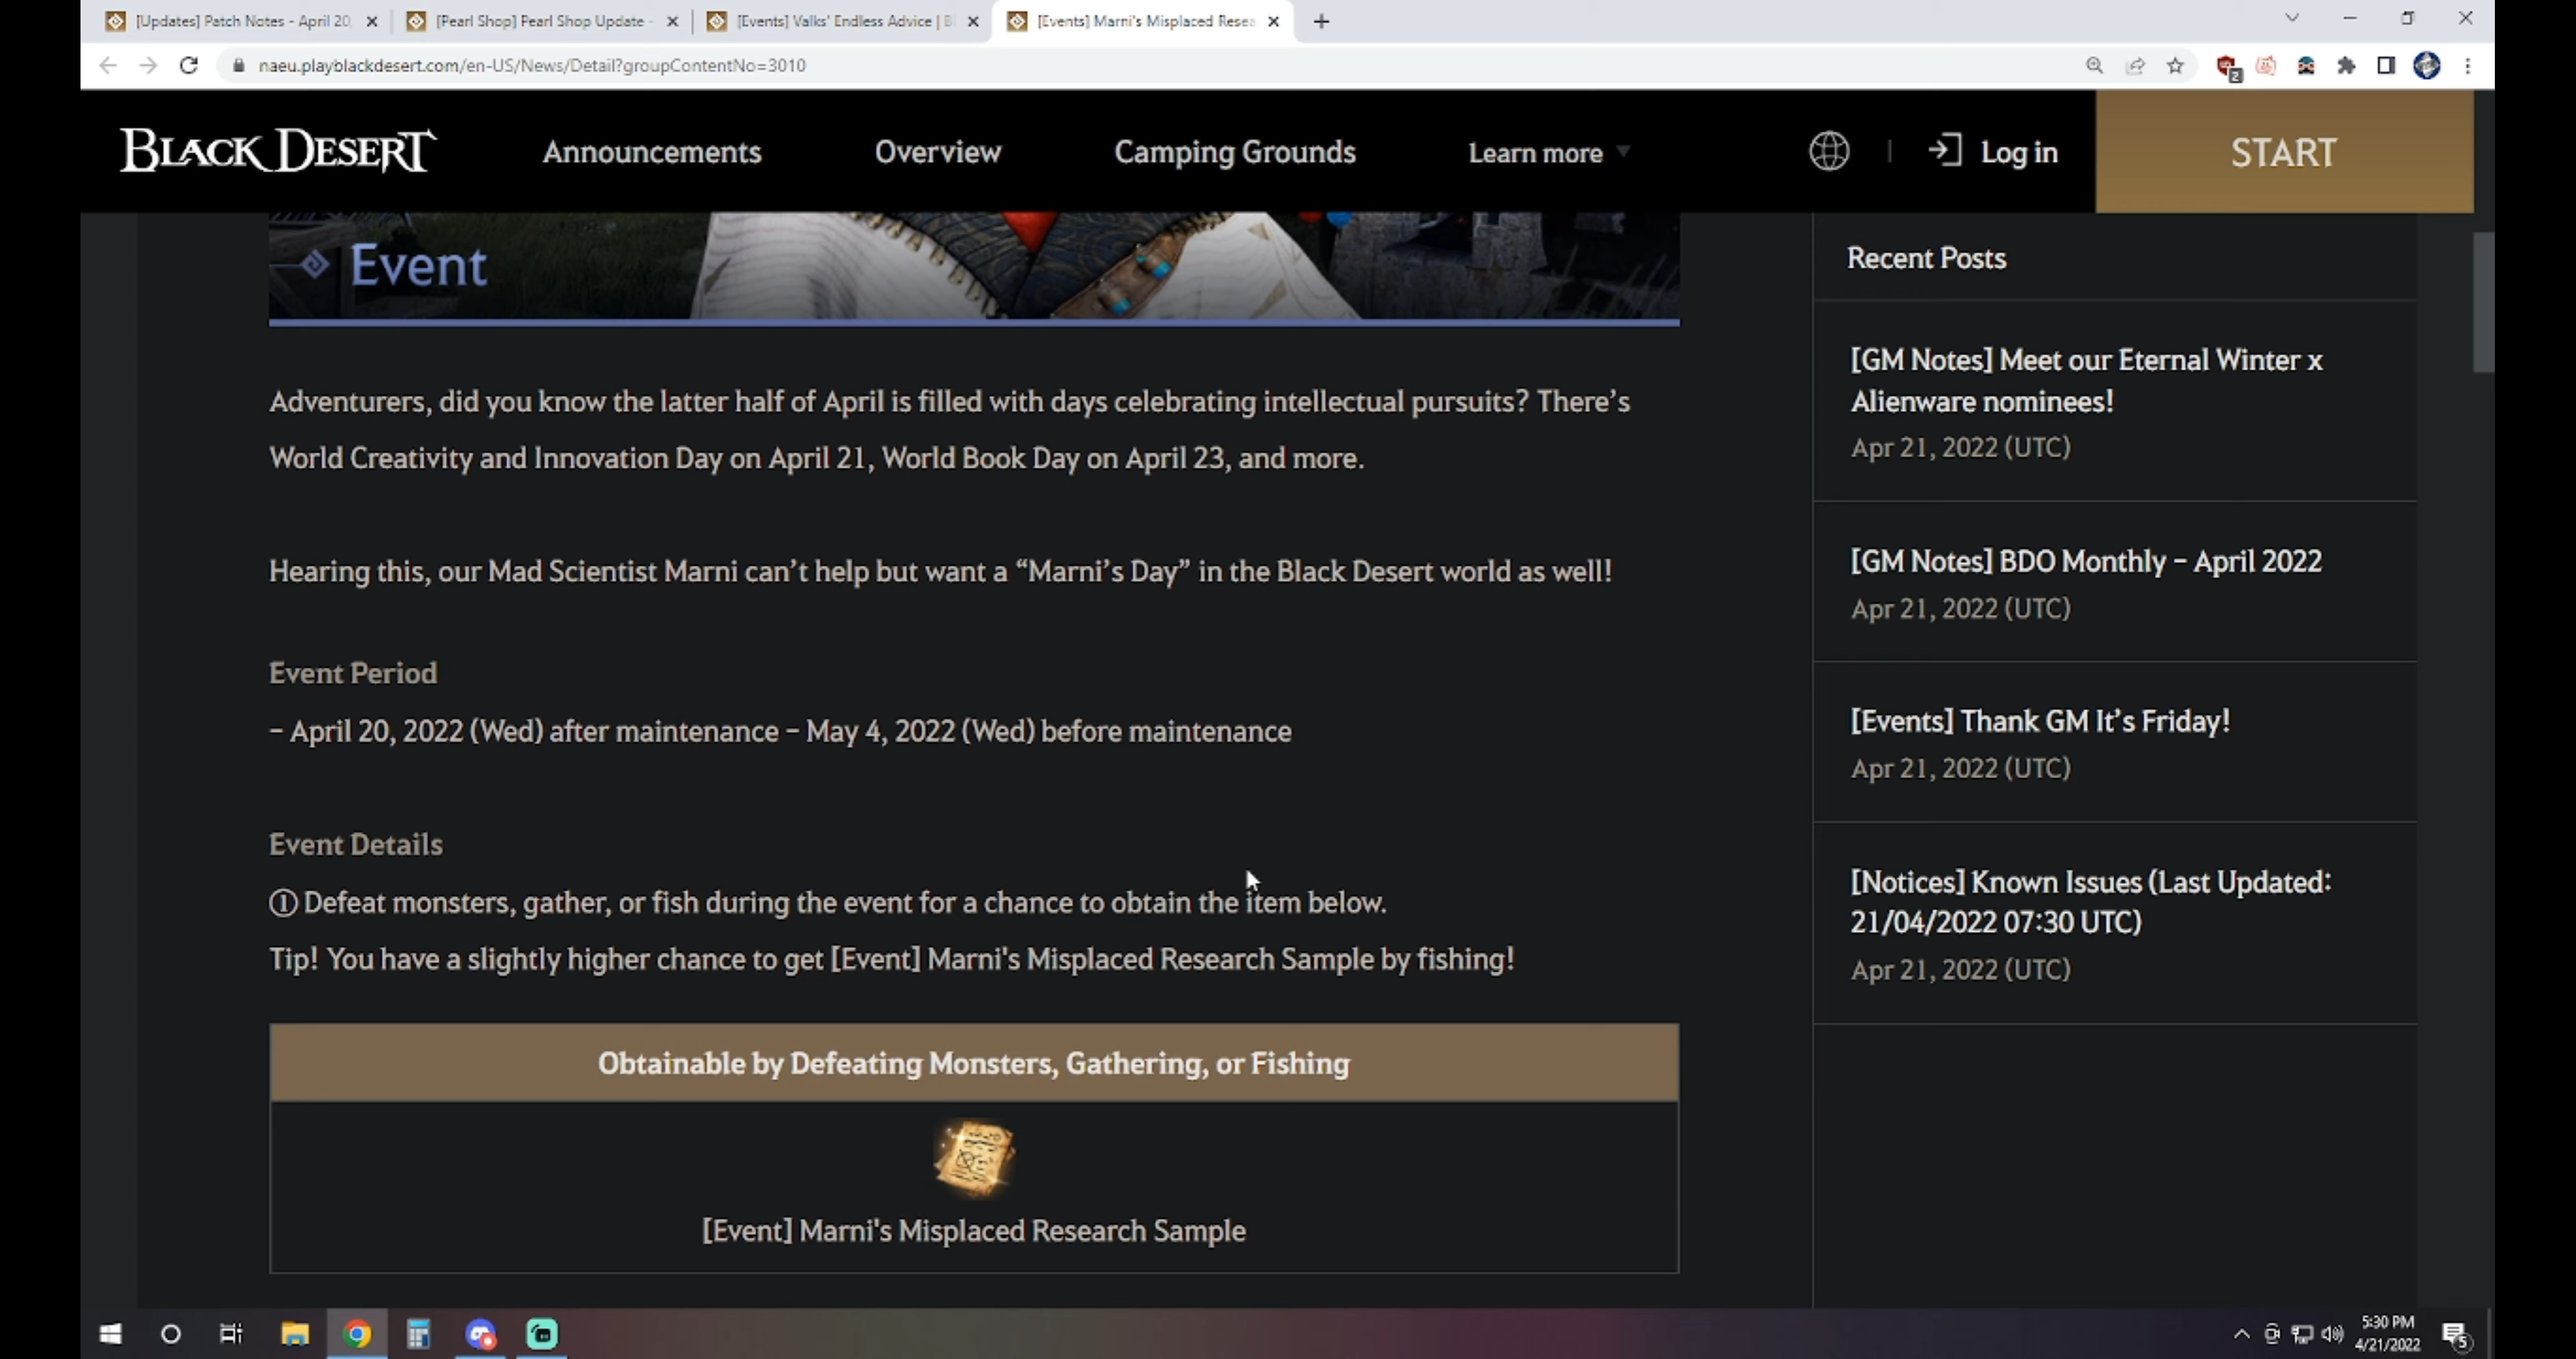 [Updates] Patch Notes - April 20,
[Pearl Shop] Pearl Shop Update -
[Events] Valks' Endless Advice | B
[Events] Marni's Misplaced Resea
naeu.playblackdesert.com/en-US/News/Detail?groupContentNo=3010
2
BLACK DESERT
Announcements
Overview
Camping Grounds
Learn more
Log in
START
Event
Adventurers, did you know the latter half of April is filled with days celebrating intellectual pursuits? There's
World Creativity and Innovation Day on April 21, World Book Day on April 23, and more.
Hearing this, our Mad Scientist Marni can't help but want a “Marni's Day” in the Black Desert world as well!
Event Period
– April 20, 2022 (Wed) after maintenance – May 4, 2022 (Wed) before maintenance
Event Details
① Defeat monsters, gather, or fish during the event for a chance to obtain the item below.
Tip! You have a slightly higher chance to get [Event] Marni's Misplaced Research Sample by fishing!
Obtainable by Defeating Monsters, Gathering, or Fishing
[Event] Marni's Misplaced Research Sample
Recent Posts
[GM Notes] Meet our Eternal Winter x
Alienware nominees!
Apr 21, 2022 (UTC)
[GM Notes] BDO Monthly – April 2022
Apr 21, 2022 (UTC)
[Events] Thank GM It's Friday!
Apr 21, 2022 (UTC)
[Notices] Known Issues (Last Updated:
21/04/2022 07:30 UTC)
Apr 21, 2022 (UTC)
5:30 PM
4/21/2022
5